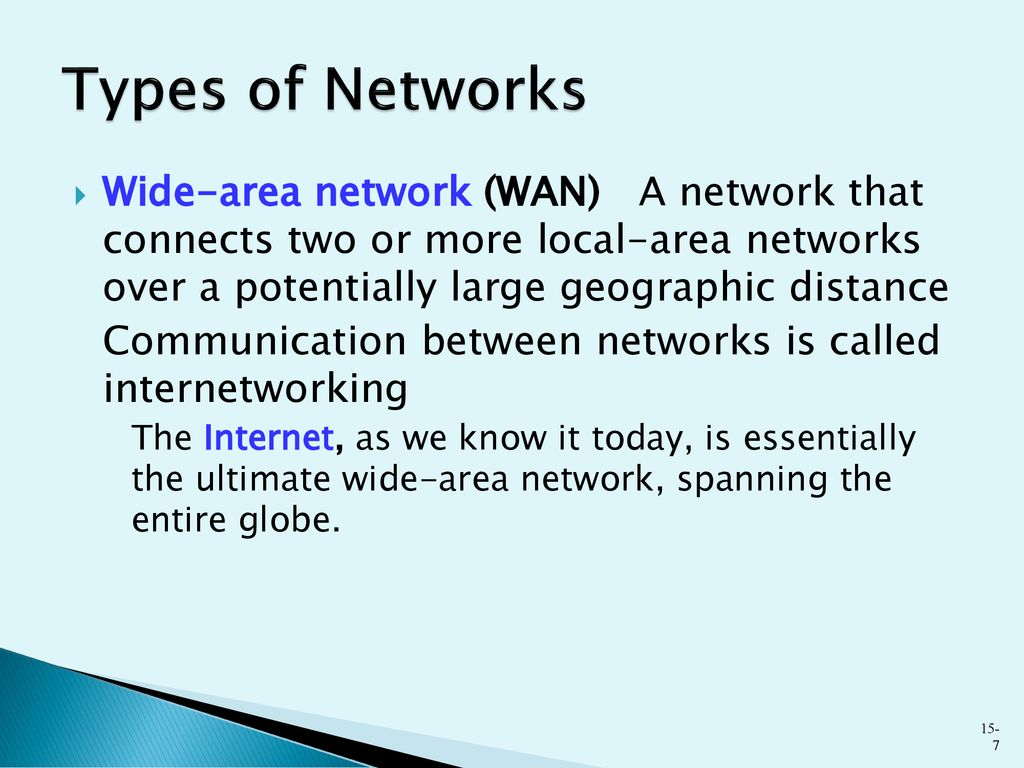 Types of Networks
Wide-area network (WAN) A network that
connects two or more local-area networks
over a potentially large geographic distance
Communication between networks is called
internetworking
The Internet, as we know it today, is essentially
the ultimate wide-area network, spanning the
entire globe.
15-
7